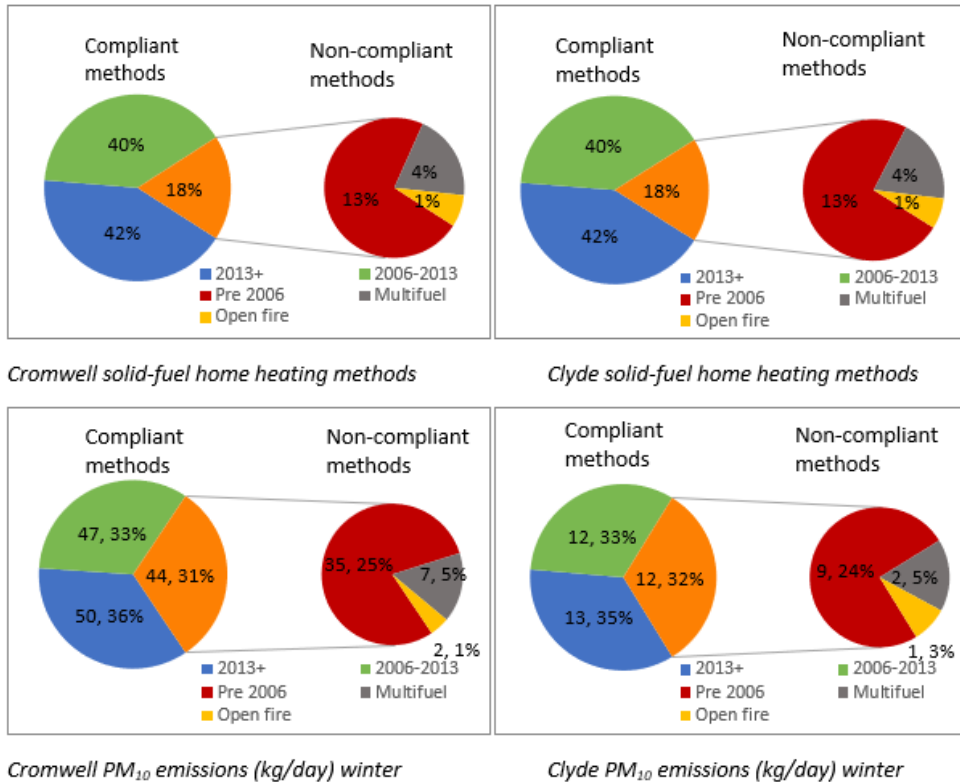 Compliant
methods
Non-compliant
methods
40%
18%
42%
13%
4%
1%
2013+
2006-2013
Pre 2006
Multifuel
Open fire
Cromwell solid-fuel home heating methods
Compliant
methods
Non-compliant
methods
40%
18%
42%
13%
4%
1%
2013+
2006-2013
Pre 2006
Multifuel
Open fire
Clyde solid-fuel home heating methods
Compliant
methods
Non-compliant
methods
47, 33%
44, 31%
50, 36%
35, 25%
7, 5%
2, 1%
2013+
2006-2013
Pre 2006
Multifuel
Open fire
Cromwell PM₁₀ emissions (kg/day) winter
Compliant
methods
Non-compliant
methods
12, 33%
12, 32%
13, 35%
9, 24%
2, 5%
1, 3%
2013+
2006-2013
Pre 2006
Multifuel
Open fire
Clyde PM₁₀ emissions (kg/day) winter